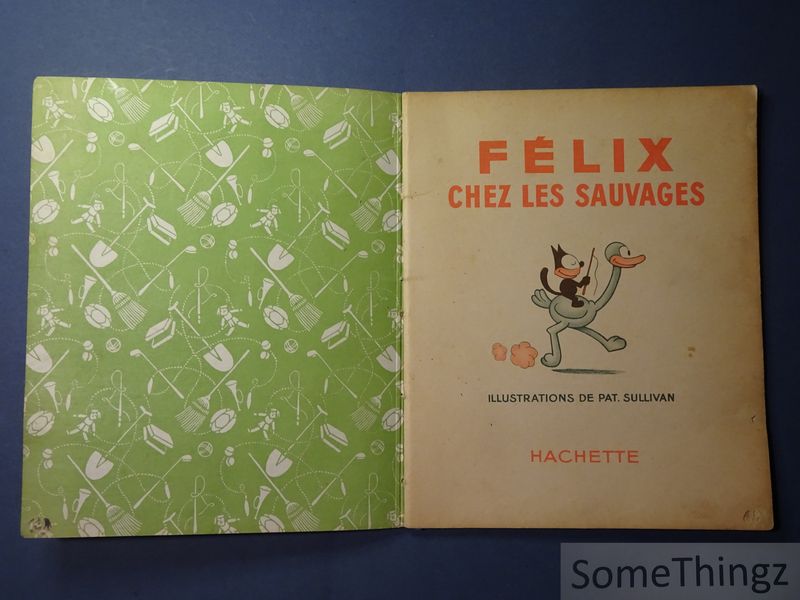 FÉLIX
CHEZ LES SAUVAGES
ILLUSTRATIONS DE PAT. SULLIVAN
HACHETTE
SomeThingz